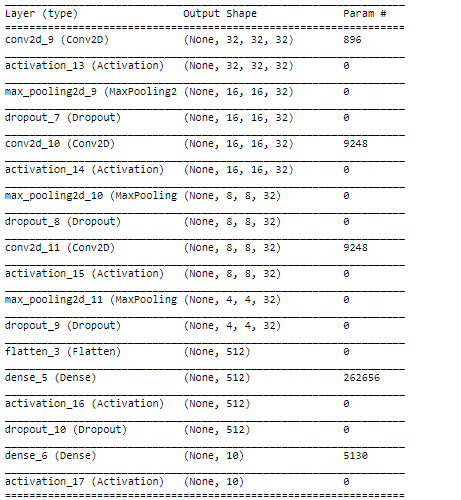 Layer (type) Output Shape Param #
conv2d_9 (Conv2D) (None, 32, 32, 32) 896
activation_13 (Activation) (None, 32, 32, 32) 0
max_pooling2d_9 (MaxPooling2 (None, 16, 16, 32) 0
dropout_7 (Dropout) (None, 16, 16, 32) 0
conv2d_10 (Conv2D) (None, 16, 16, 32) 9248
activation_14 (Activation) (None, 16, 16, 32) 0
max_pooling2d_10 (MaxPooling (None, 8, 8, 32) 0
dropout_8 (Dropout) (None, 8, 8, 32) 0
conv2d_11 (Conv2D) (None, 8, 8, 32) 9248
activation_15 (Activation) (None, 8, 8, 32) 0
max_pooling2d_11 (MaxPooling (None, 4, 4, 32) 0
dropout_9 (Dropout) (None, 4, 4, 32) 0
flatten_3 (Flatten) (None, 512) 0
dense_5 (Dense) (None, 512) 262656
activation_16 (Activation) (None, 512) 0
dropout_10 (Dropout) (None, 512) 0
dense_6 (Dense) (None, 10) 5130
activation_17 (Activation) (None, 10) 0